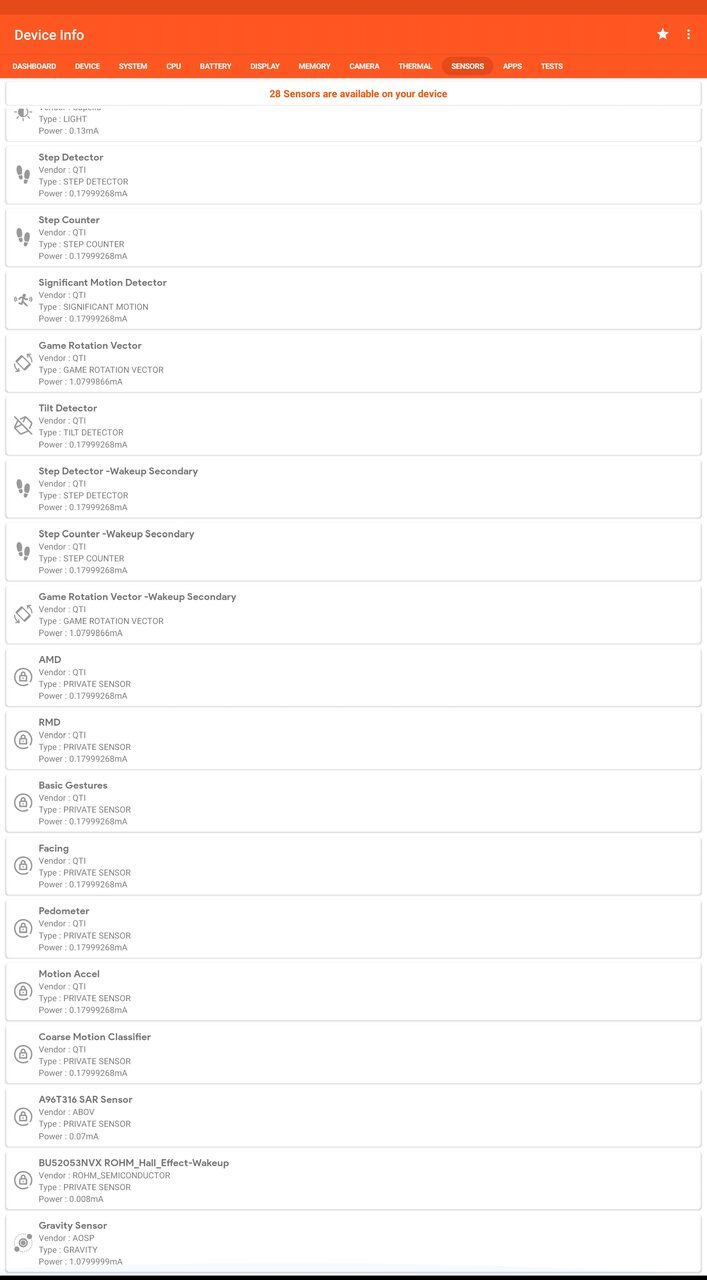 Device Info
DASHBOARD DEVICE SYSTEM CPU BATTERY DISPLAY MEMORY CAMERA THERMAL SENSORS APPS TESTS
28 Sensors are available on your device
Type : LIGHT
Power : 0.13mA
Step Detector
Vendor : QTI
Type : STEP DETECTOR
Power : 0.17999268mA
Step Counter
Vendor : QTI
Type : STEP COUNTER
Power : 0.17999268mA
Significant Motion Detector
Vendor : QTI
Type : SIGNIFICANT MOTION
Power : 0.17999268mA
Game Rotation Vector
Vendor : QTI
Type : GAME ROTATION VECTOR
Power : 1.0799866mA
Tilt Detector
Vendor : QTI
Type : TILT DETECTOR
Power : 0.17999268mA
Step Detector -Wakeup Secondary
Vendor : QTI
Type : STEP DETECTOR
Power : 0.17999268mA
Step Counter -Wakeup Secondary
Vendor : QTI
Type : STEP COUNTER
Power : 0.17999268mA
Game Rotation Vector -Wakeup Secondary
Vendor : QTI
Type : GAME ROTATION VECTOR
Power : 1.0799866mA
AMD
Vendor : QTI
Type : PRIVATE SENSOR
Power : 0.17999268mA
RMD
Vendor : QTI
Type : PRIVATE SENSOR
Power : 0.17999268mA
Basic Gestures
Vendor : QTI
Type : PRIVATE SENSOR
Power : 0.17999268mA
Facing
Vendor : QTI
Type : PRIVATE SENSOR
Power : 0.17999268mA
Pedometer
Vendor : QTI
Type : PRIVATE SENSOR
Power : 0.17999268mA
Motion Accel
Vendor : QTI
Type : PRIVATE SENSOR
Power : 0.17999268mA
Coarse Motion Classifier
Vendor : QTI
Type : PRIVATE SENSOR
Power : 0.17999268mA
A96T316 SAR Sensor
Vendor : ABOV
Type : PRIVATE SENSOR
Power : 0.07mA
BU52053NVX ROHM_Hall_Effect-Wakeup
Vendor : ROHM_SEMICONDUCTOR
Type : PRIVATE SENSOR
Power : 0.008mA
Gravity Sensor
Vendor : AOSP
Type : GRAVITY
Power : 1.0799999mA